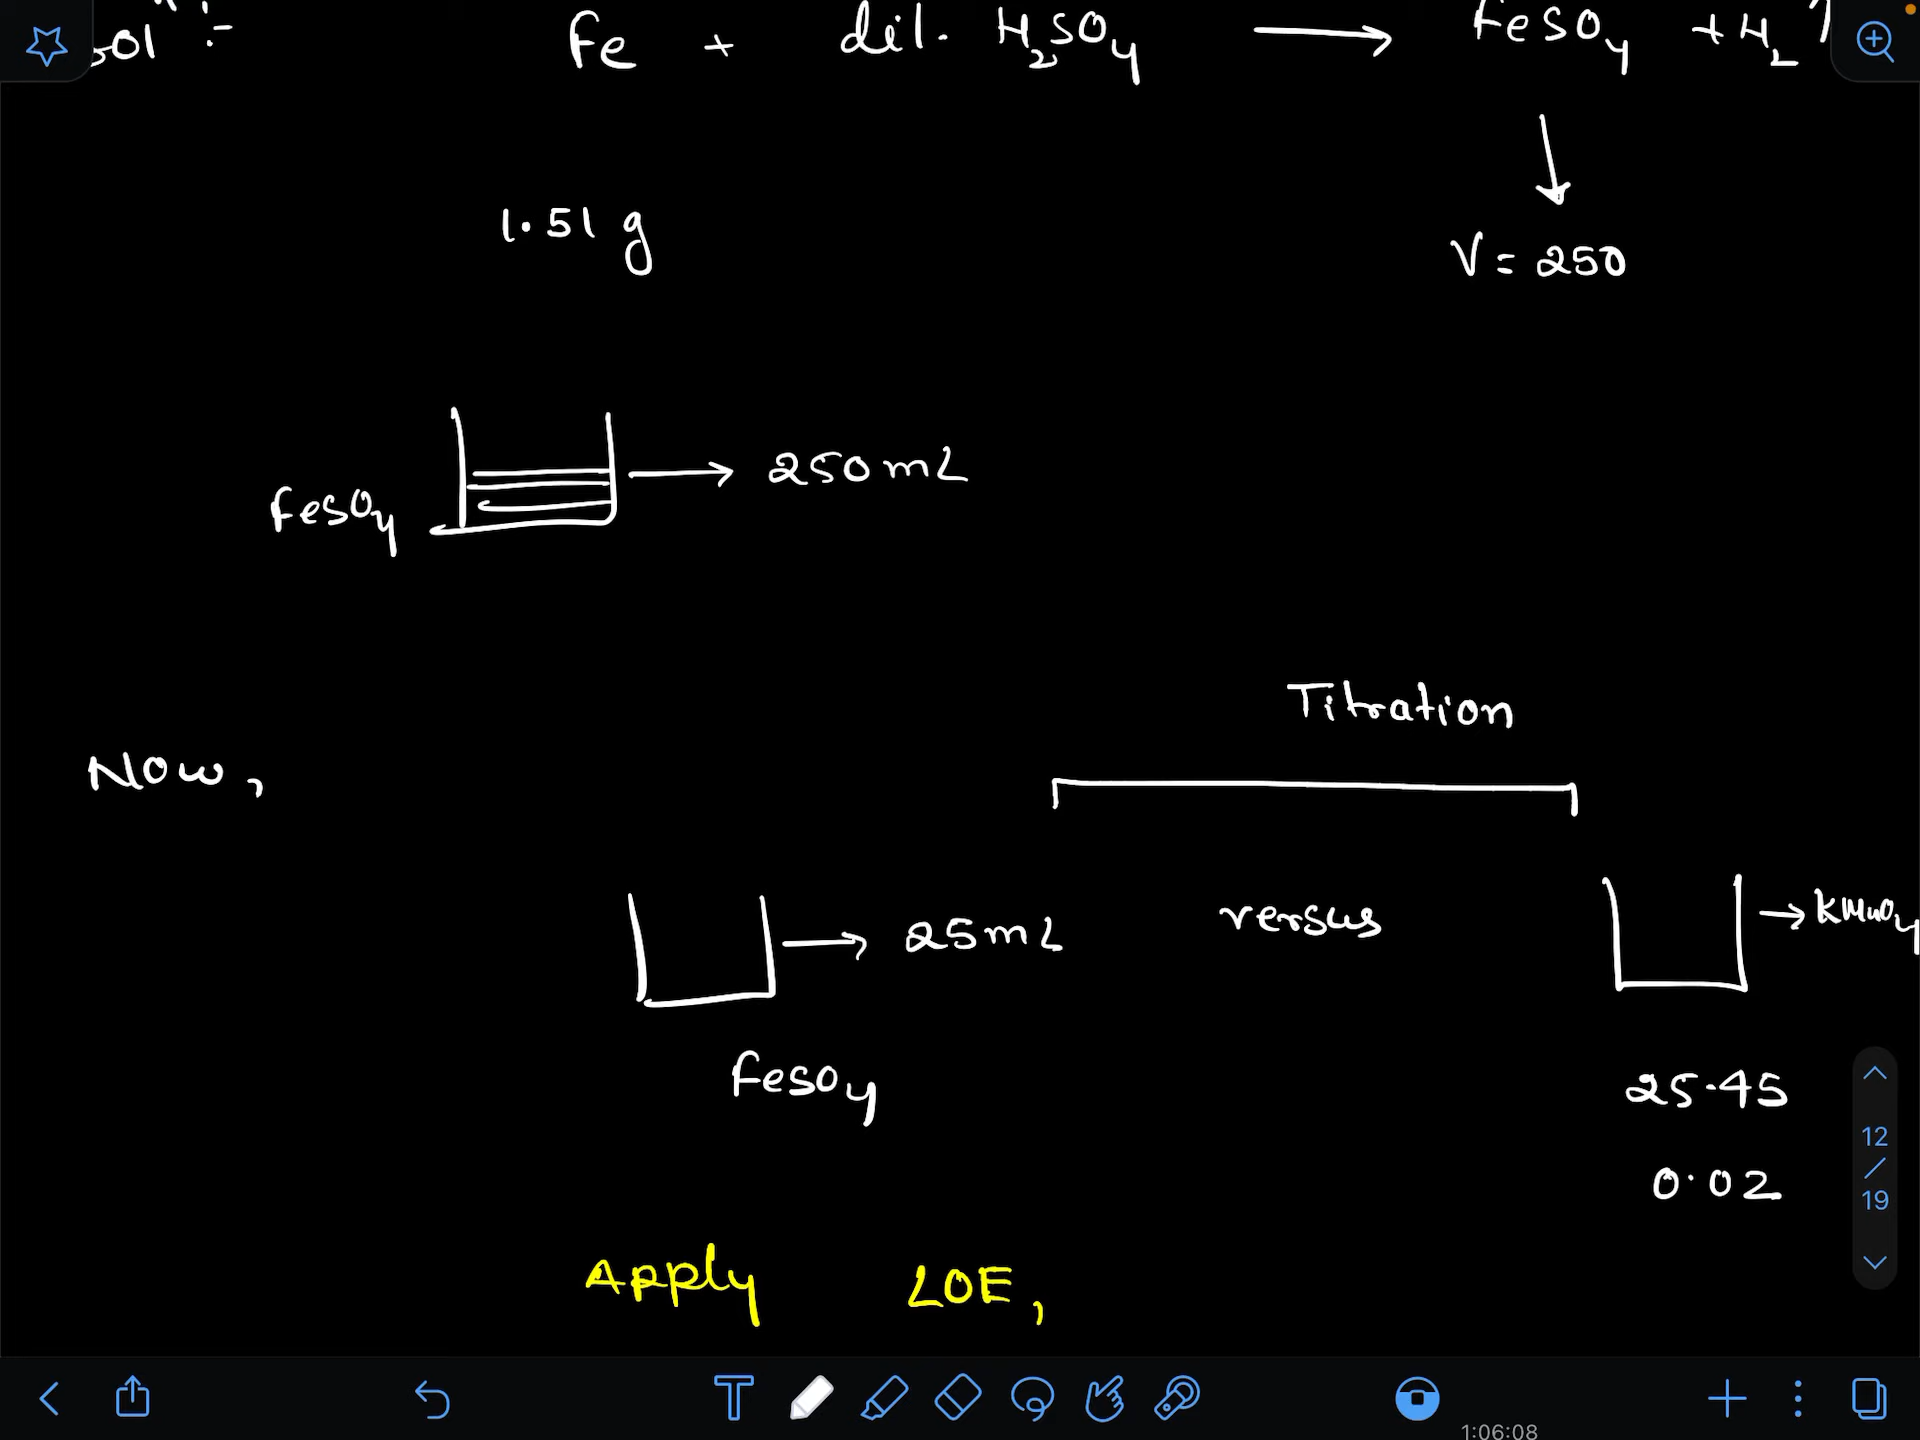 Fe + dil. H₂SO₄ → FeSO₄ + H₂↑
1.51 g
V = 250
FeSO₄ → 250 mL
Titration
Now,
→ 25 mL versus → KMnO₄
FeSO₄
25.45
0.02
Apply LOE,
12
/
19
1:06:08